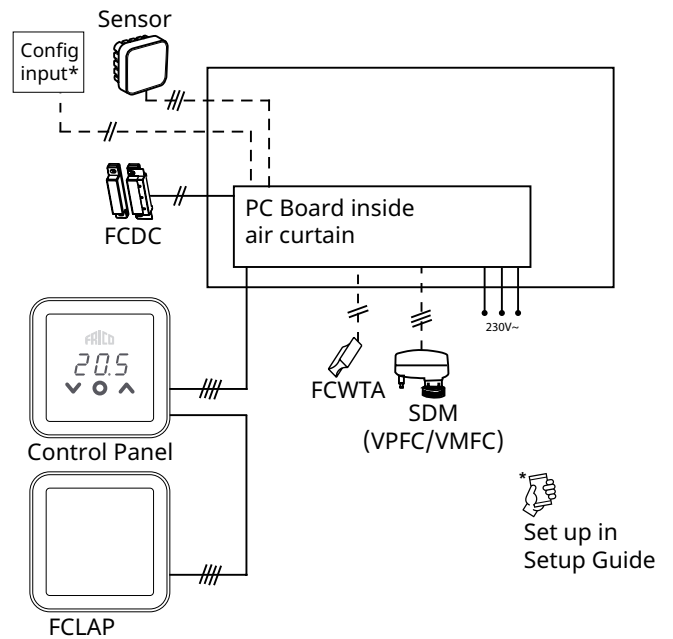 Sensor
Config
input*
FCDC
PC Board inside
air curtain
230V~
FRICO
20.5
Control Panel
FCWTA
SDM
(VPFC/VMFC)
*
Set up in
Setup Guide
FCLAP